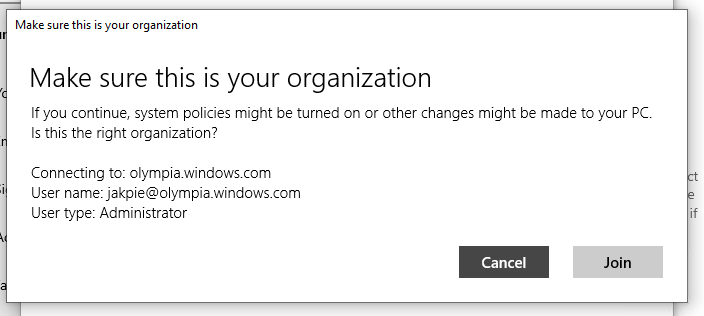 Make sure this is your organization
Make sure this is your organization
If you continue, system policies might be turned on or other changes might be made to your PC.
Is this the right organization?
Connecting to: olympia.windows.com
User name: jakpie@olympia.windows.com
User type: Administrator
Cancel
Join
ct
e
if